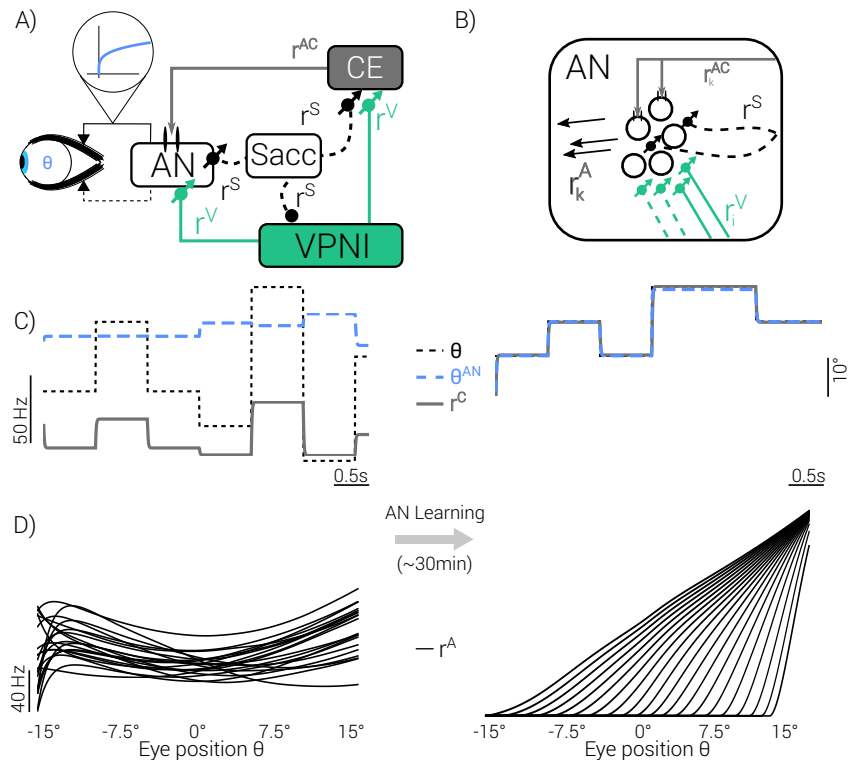 A)
r^AC
CE
θ
AN
r^S
Sacc
r^S
r^V
r^S
r^V
VPNI
B)
AN
r_k^AC
r^S
r_k^A
r_i^V
C)
50 Hz
0.5s
θ
θ^AN
r^C
10°
0.5s
D)
AN Learning
(~30min)
40 Hz
-15° -7.5° 0° 7.5° 15°
Eye position θ
r^A
-15° -7.5° 0° 7.5° 15°
Eye position θ